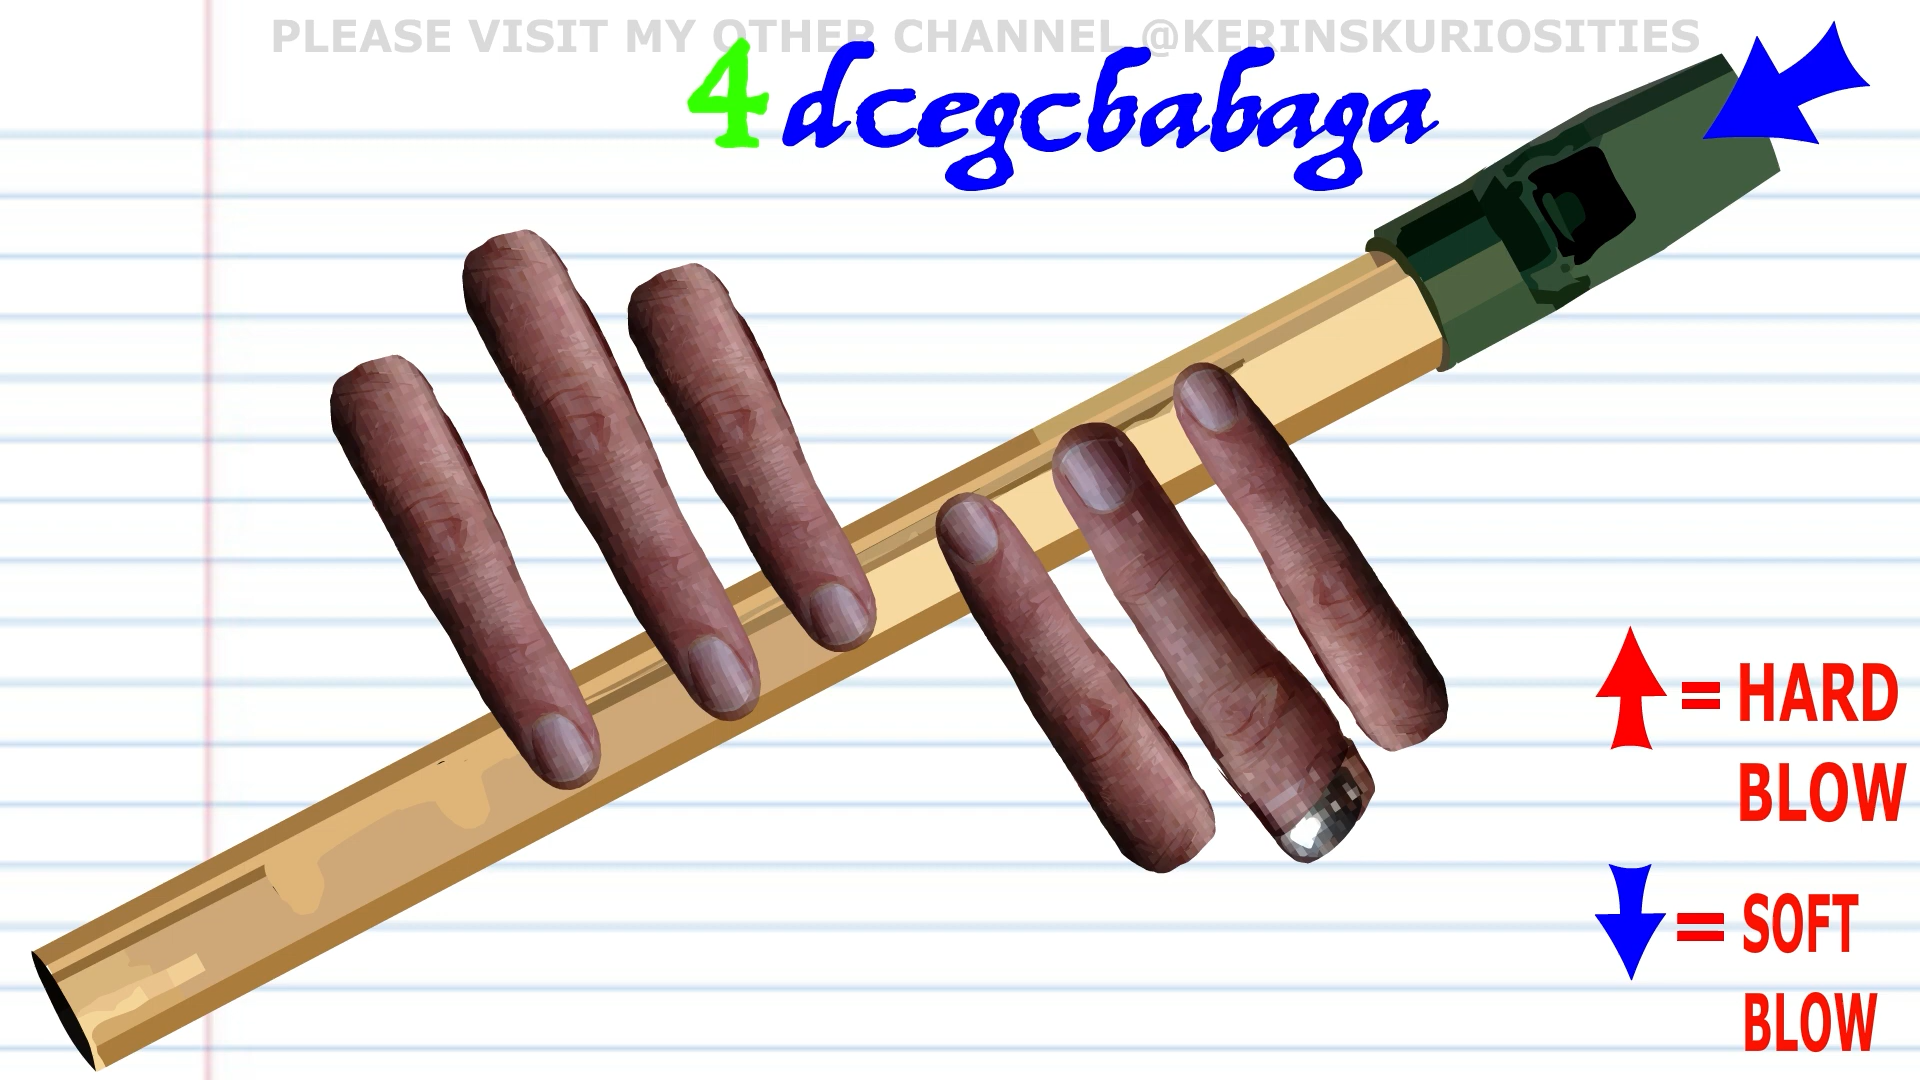 PLEASE VISIT MY OTHER CHANNEL @KERINSKURIOSITIES
4 dcegcbabaga
= HARD
BLOW
= SOFT
BLOW